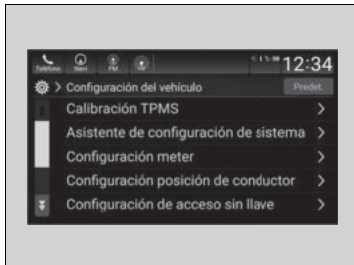 Teléfono Navi FM
12:34
Configuración del vehículo
Predet.
Calibración TPMS
Asistente de configuración de sistema
Configuración meter
Configuración posición de conductor
Configuración de acceso sin llave